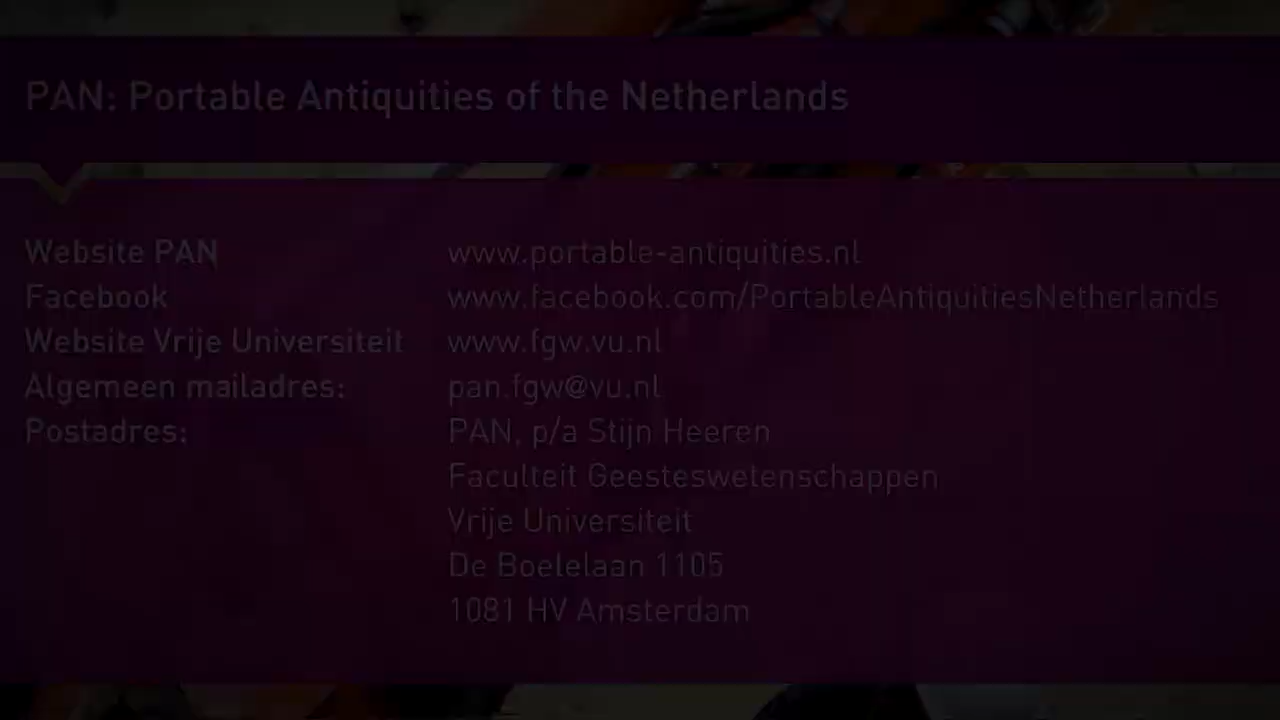 PAN: Portable Antiquities of the Netherlands
Website PAN www.portable-antiquities.nl
Facebook www.facebook.com/PortableAntiquitiesNetherlands
Website Vrije Universiteit www.fgw.vu.nl
Algemeen mailadres: pan.fgw@vu.nl
Postadres: PAN, p/a Stijn Heeren
Faculteit Geesteswetenschappen
Vrije Universiteit
De Boelelaan 1105
1081 HV Amsterdam